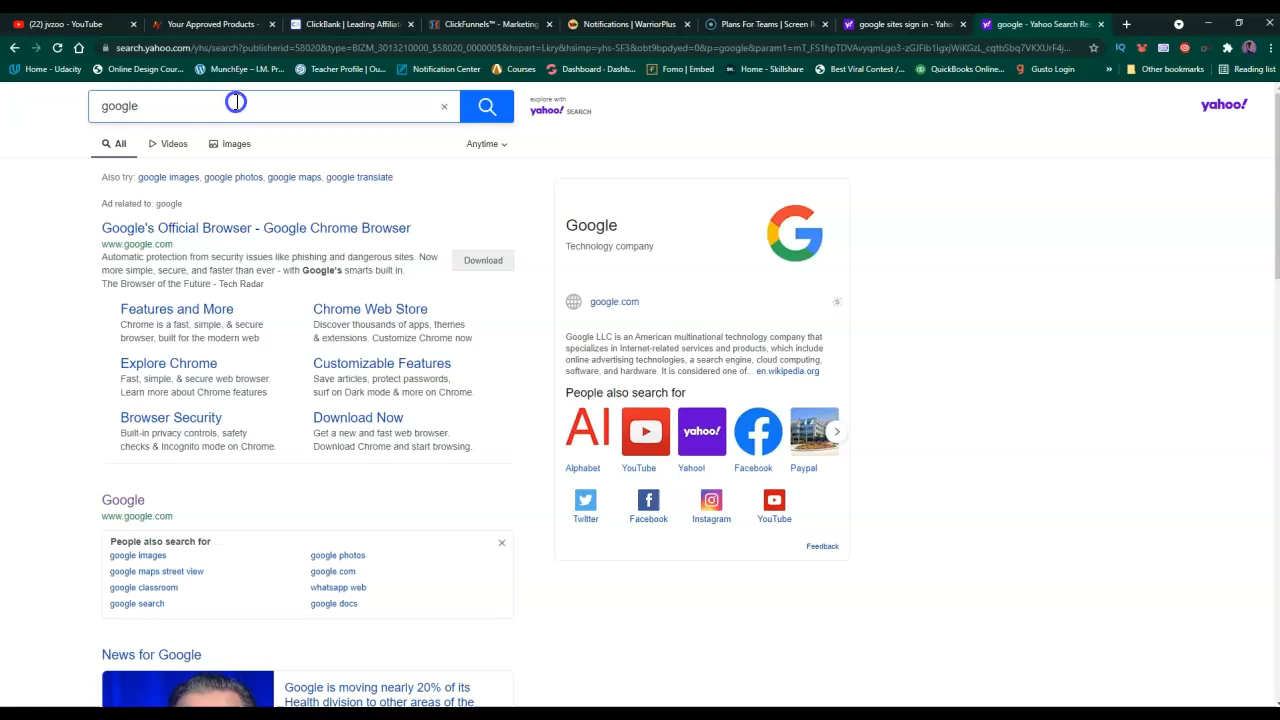 (22) jvzoo
Your Approved Products -
ClickBank | Leading Affiliate
ClickFunnels™ - Marketing
Notifications | WarriorPlus
Plans For Teams | Screen R
google sites sign in - Yahoo
google - Yahoo Search Res
search.yahoo.com/yhs/search?publisherid=58020&type=BIZM_3013210000_$58020_000000$&hspart=Lkry&hsimp=yhs-SF3&obt9bpdyed=0&p=google&param1=
Home - Udacity
Online Design Cour...
MunchEye – I.M. Pr...
Teacher Profile | Ou...
Notification Center
Courses
Dashboard - Dashb...
Fomo | Embed
Home - Skillshare
Best Viral Contest /...
QuickBooks Online...
Gusto Login
»
Other bookmarks
Reading list
google
explore with
yahoo! SEARCH
yahoo!
All
Videos
Images
Anytime
Also try: google images, google photos, google maps, google translate
Ad related to: google
Google's Official Browser - Google Chrome Browser
www.google.com
Automatic protection from security issues like phishing and dangerous sites. Now
more simple, secure, and faster than ever - with Google's smarts built in.
The Browser of the Future - Tech Radar
Download
Features and More
Chrome is a fast, simple, & secure
browser, built for the modern web
Chrome Web Store
Discover thousands of apps, themes
& extensions. Customize Chrome now
Explore Chrome
Fast, simple, & secure web browser.
Learn more about Chrome features
Customizable Features
Save articles, protect passwords,
surf on Dark mode & more on Chrome.
Browser Security
Built-in privacy controls, safety
checks & Incognito mode on Chrome.
Download Now
Get a new and fast web browser.
Download Chrome and start browsing.
Google
www.google.com
People also search for
google images
google photos
google maps street view
google.com
google classroom
whatsapp web
google search
google docs
News for Google
Google is moving nearly 20% of its
Health division to other areas of the
Google
Technology company
google.com
Google LLC is an American multinational technology company that
specializes in Internet-related services and products, which include
online advertising technologies, a search engine, cloud computing,
software, and hardware. It is considered one of... en.wikipedia.org
People also search for
AI
yahoo!
Alphabet
YouTube
Yahoo!
Facebook
Paypal
Twitter
Facebook
Instagram
YouTube
Feedback